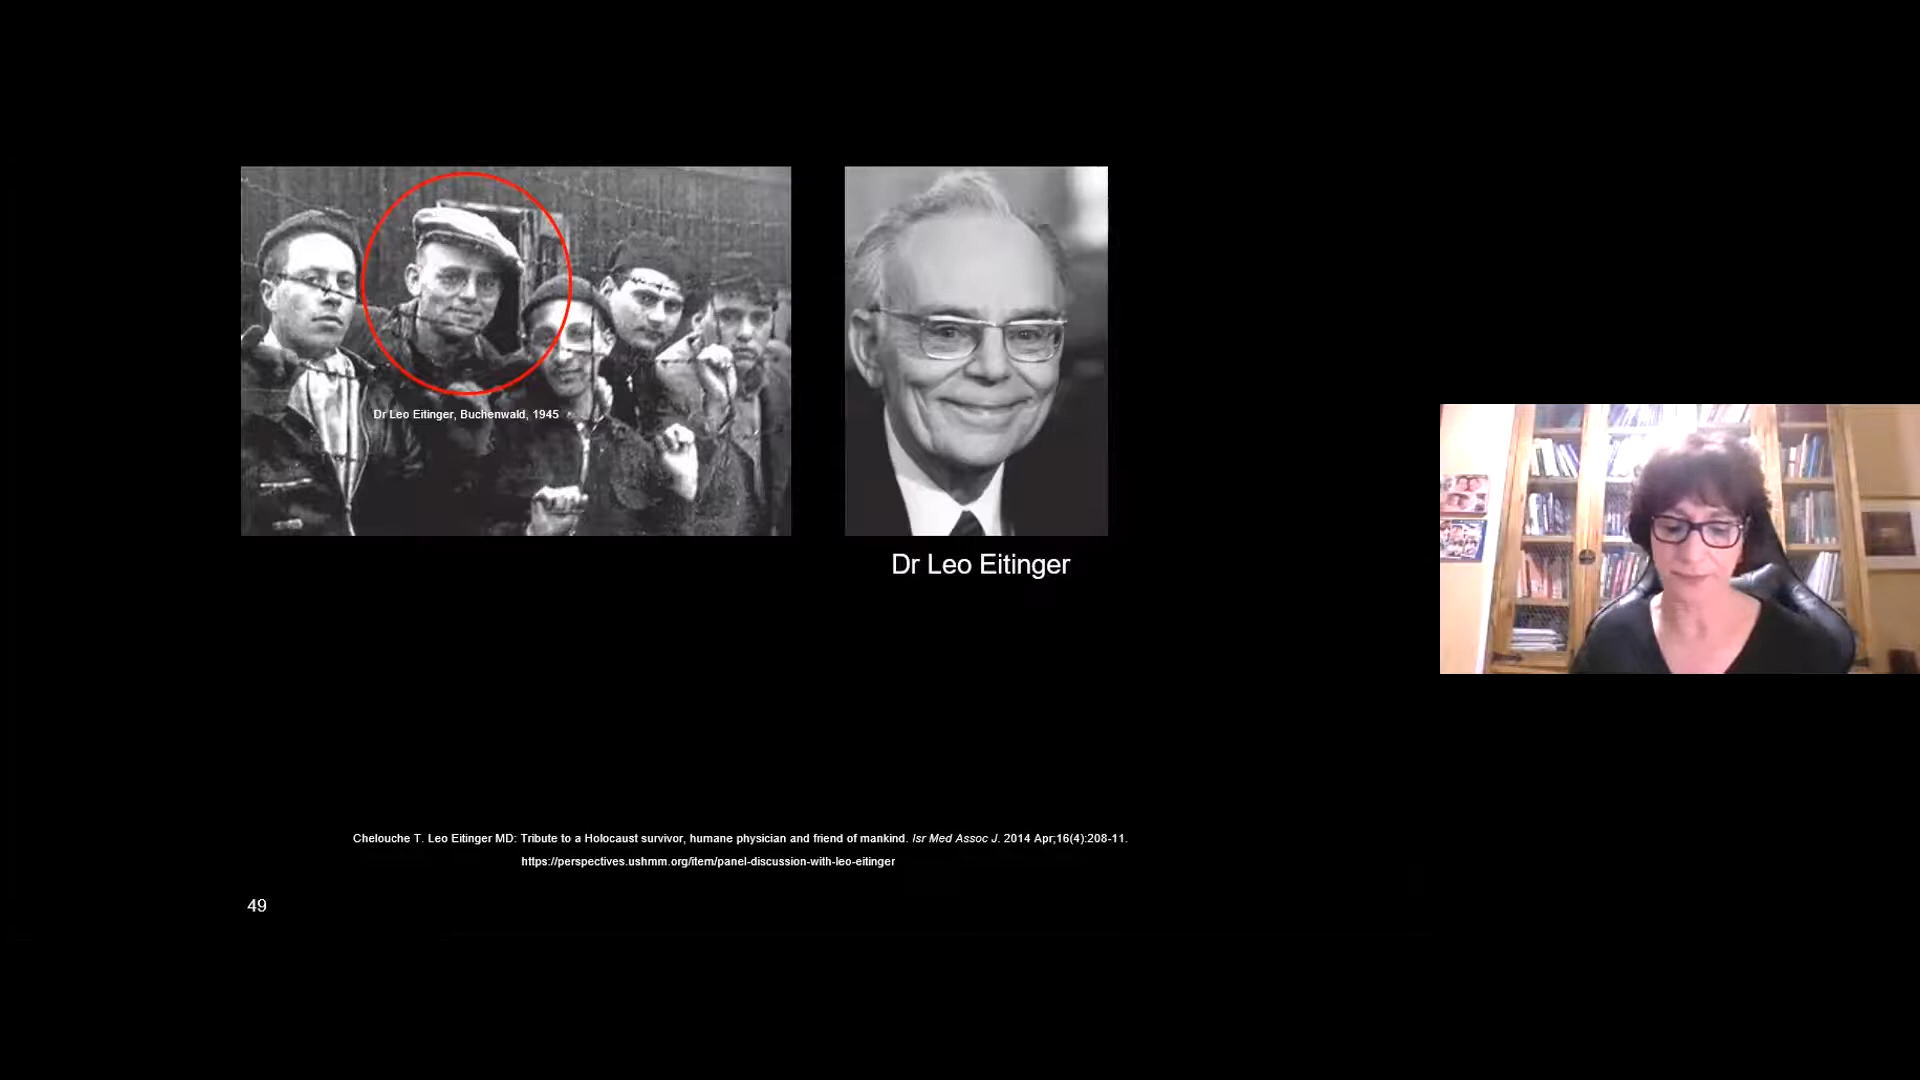 Dr Leo Eitinger, Buchenwald, 1945
Dr Leo Eitinger
Chelouche T. Leo Eitinger MD: Tribute to a Holocaust survivor, humane physician and friend of mankind. Isr Med Assoc J. 2014 Apr;16(4):208-11.
https://perspectives.ushmm.org/item/panel-discussion-with-leo-eitinger
49